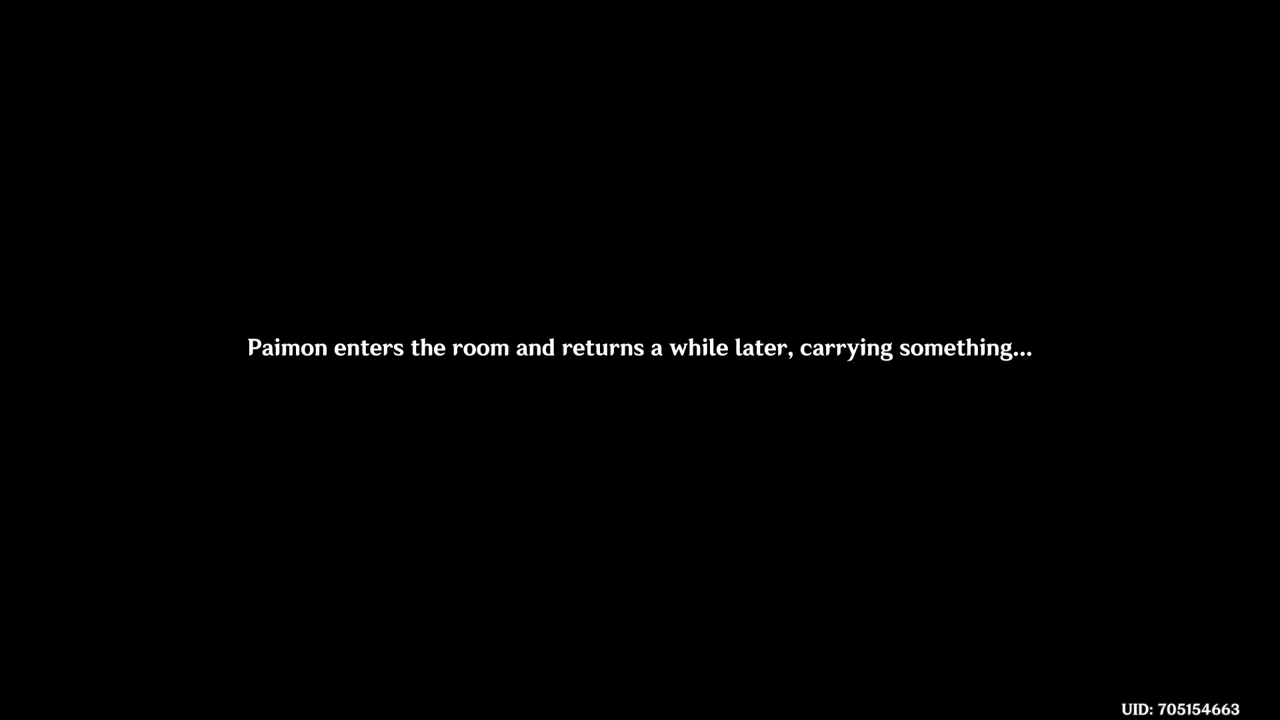 Paimon enters the room and returns a while later, carrying something...
UID: 705154663